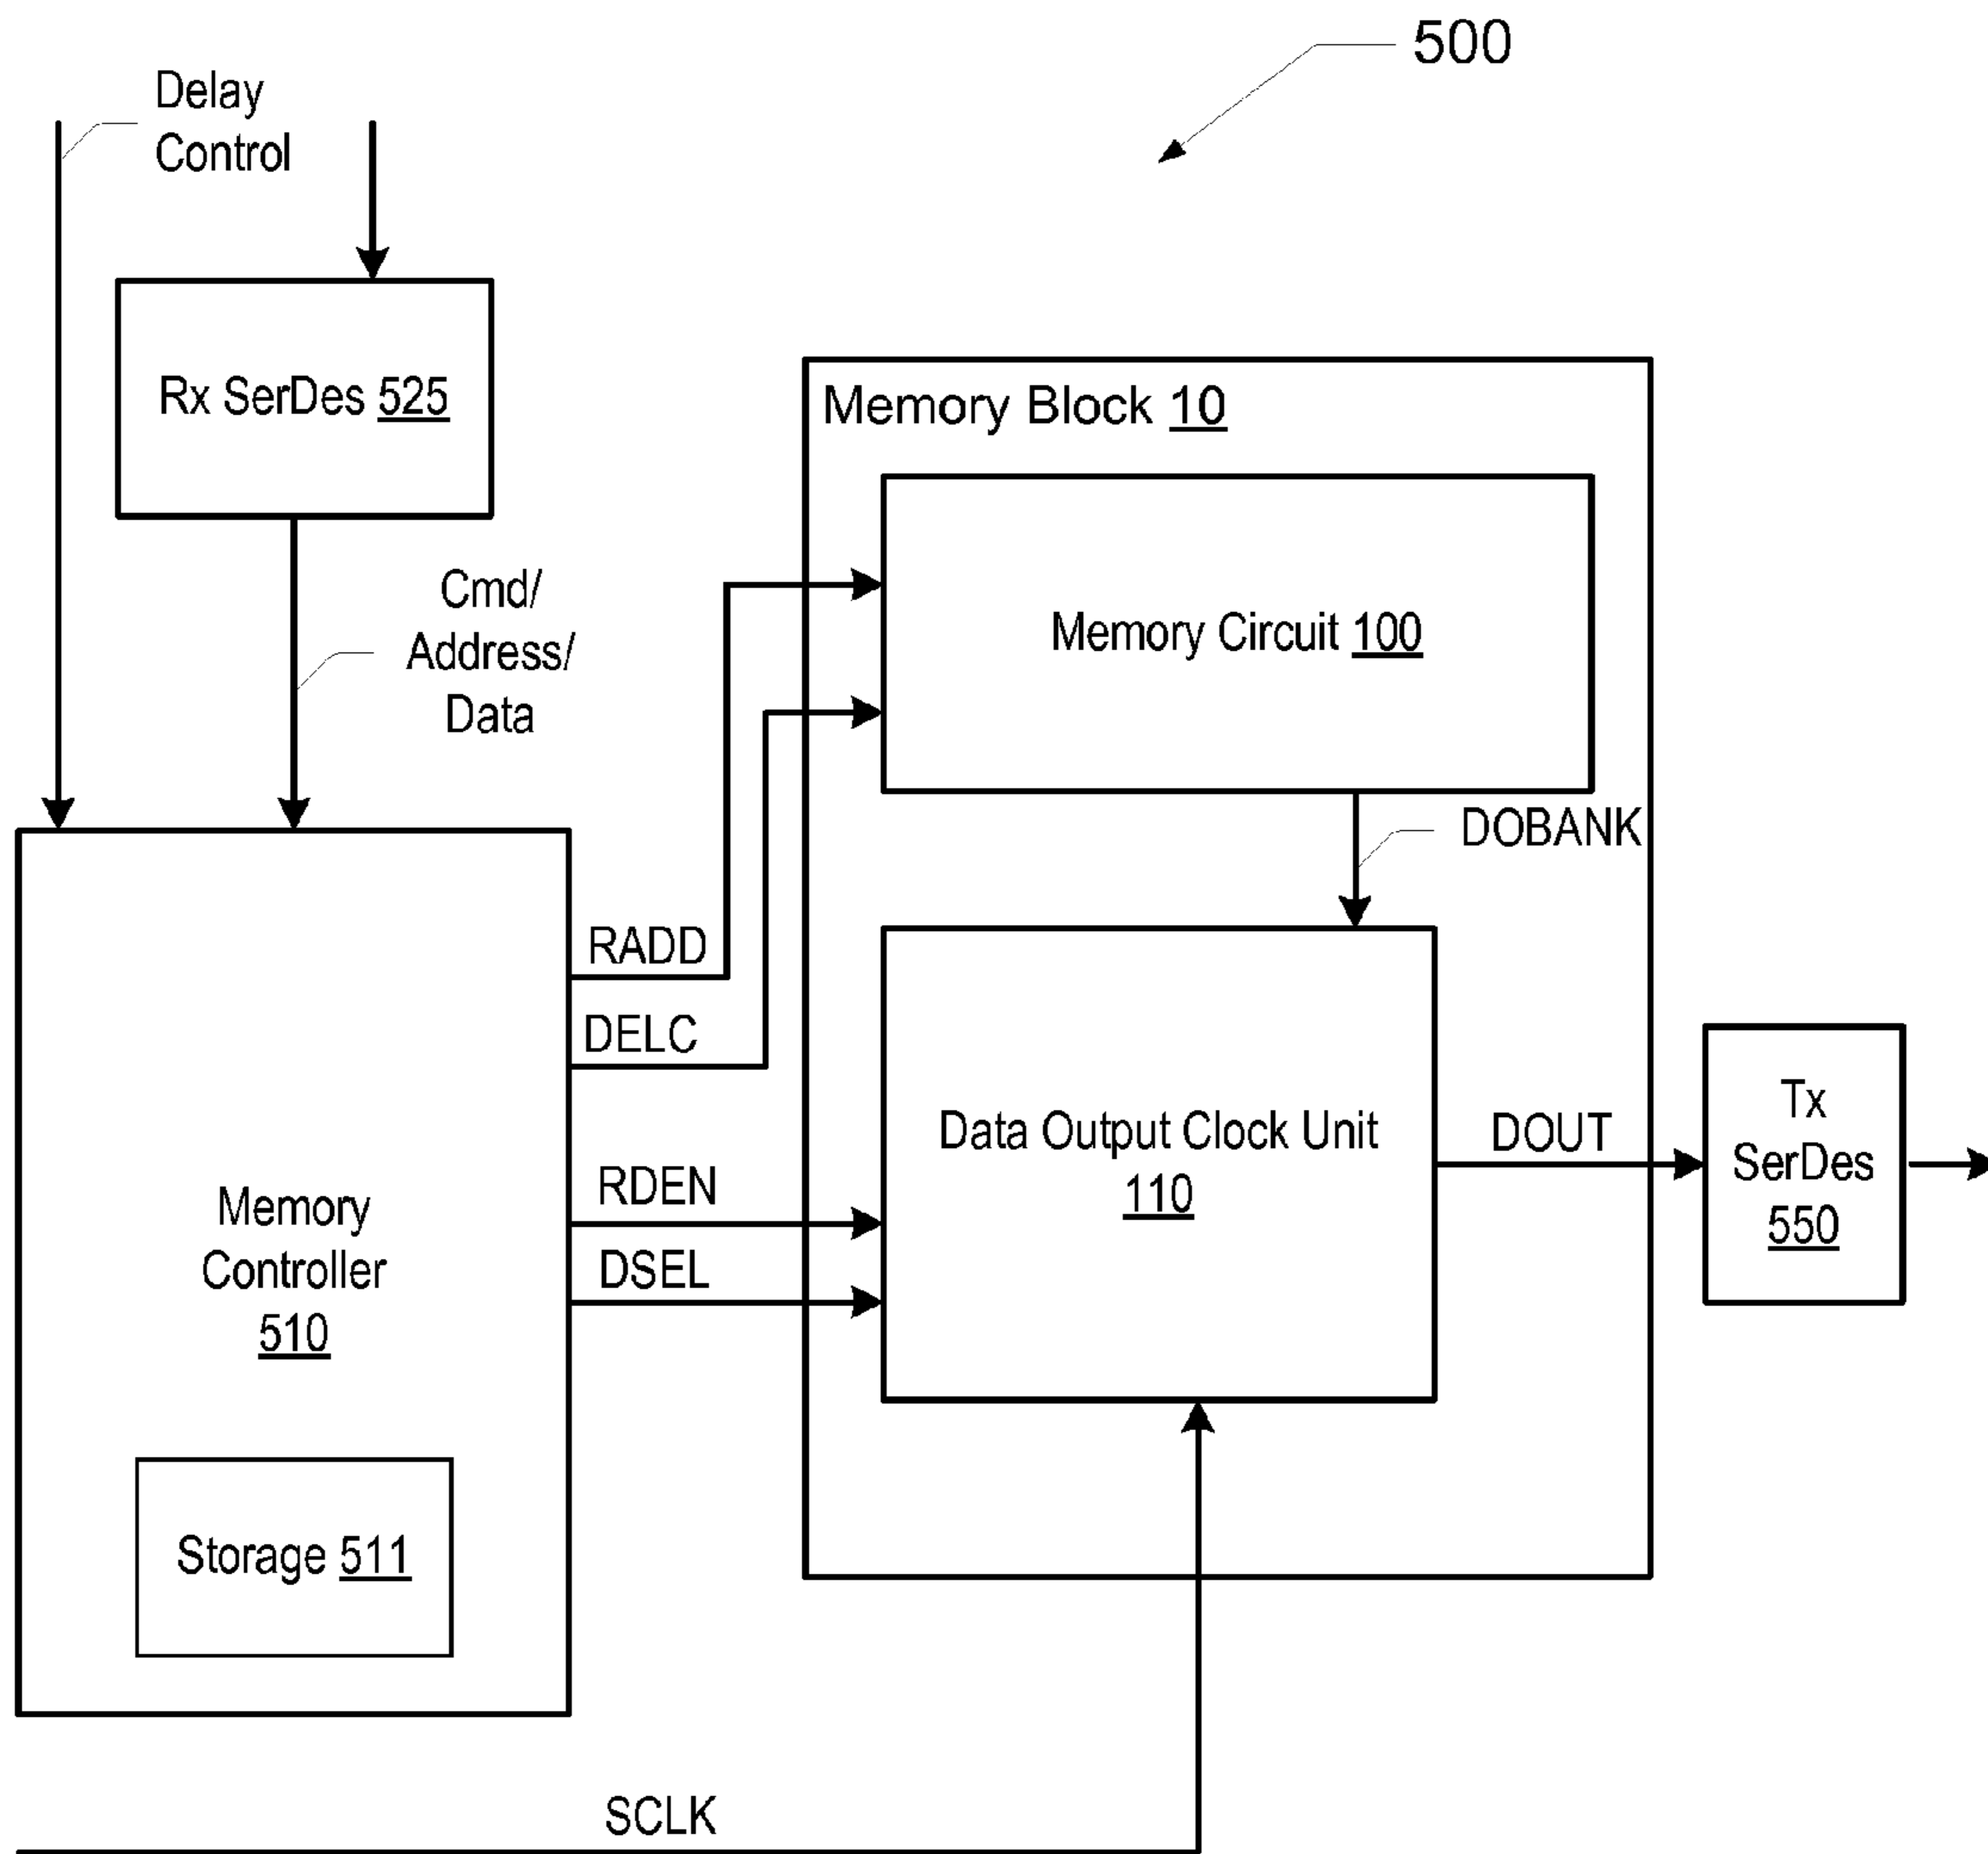 500
Delay
Control
Rx SerDes 525
Memory Block 10
Cmd/
Address/
Data
Memory Circuit 100
DOBANK
RADD
DELC
Data Output Clock Unit
110
DOUT
Tx
SerDes
550
RDEN
DSEL
Memory
Controller
510
Storage 511
SCLK